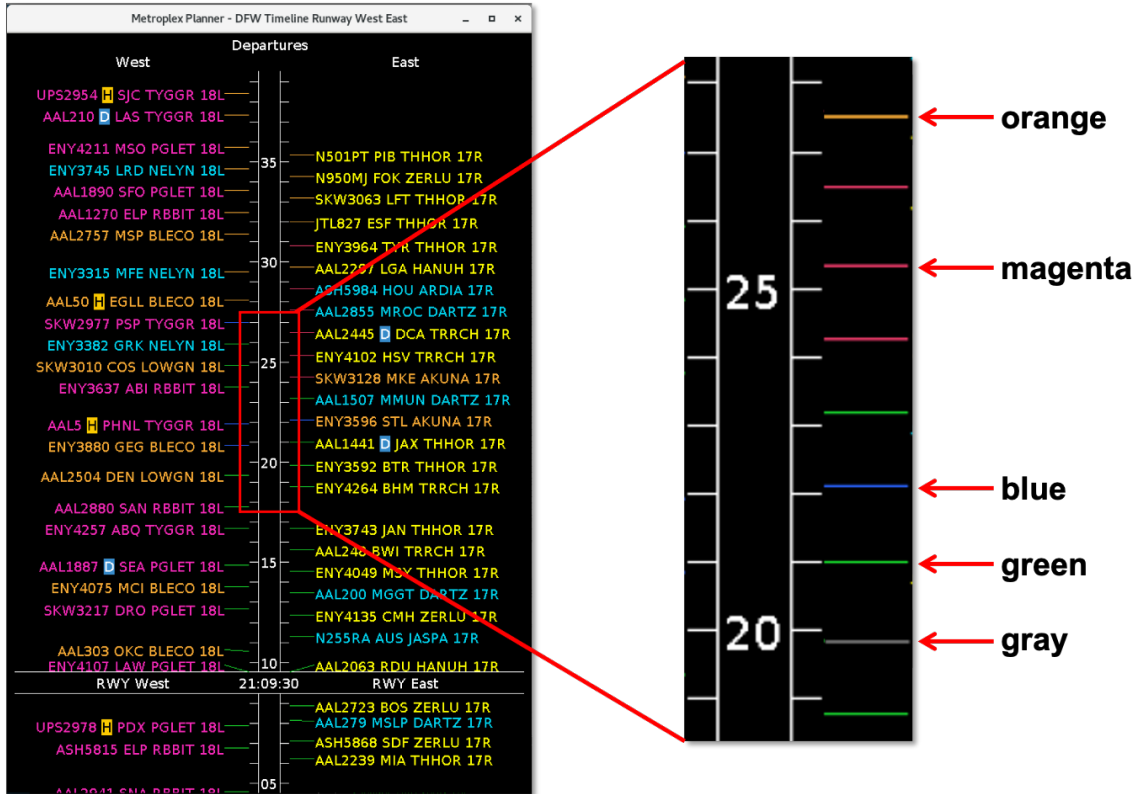 Metroplex Planner - DFW Timeline Runway West East
Departures
West
East
UPS2954 H SJC TYGGR 18L
AAL210 D LAS TYGGR 18L
ENY4211 MSO PGLET 18L
ENY3745 LRD NELYN 18L
AAL1890 SFO PGLET 18L
AAL1270 ELP RBBIT 18L
AAL2757 MSP BLECO 18L
ENY3315 MFE NELYN 18L
AAL50 H EGLL BLECO 18L
SKW2977 PSP TYGGR 18L
ENY3382 GRK NELYN 18L
SKW3010 COS LOWGN 18L
ENY3637 ABI RBBIT 18L
AAL5 H PHNL TYGGR 18L
ENY3880 GEG BLECO 18L
AAL2504 DEN LOWGN 18L
AAL2880 SAN RBBIT 18L
ENY4257 ABQ TYGGR 18L
AAL1887 D SEA PGLET 18L
ENY4075 MCI BLECO 18L
SKW3217 DRO PGLET 18L
AAL303 OKC BLECO 18L
ENY4107 LAW PGLET 18L
35
30
25
20
15
10
N501PT PIB THHOR 17R
N950MJ FOK ZERLU 17R
SKW3063 LFT THHOR 17R
JTL827 ESF THHOR 17R
ENY3964 TYR THHOR 17R
AAL2297 LGA HANUH 17R
ASH5984 HOU ARDIA 17R
AAL2855 MROC DARTZ 17R
AAL2445 D DCA TRRCH 17R
ENY4102 HSV TRRCH 17R
SKW3128 MKE AKUNA 17R
AAL1507 MMUN DARTZ 17R
ENY3596 STL AKUNA 17R
AAL1441 D JAX THHOR 17R
ENY3592 BTR THHOR 17R
ENY4264 BHM TRRCH 17R
ENY3743 JAN THHOR 17R
AAL248 BWI TRRCH 17R
ENY4049 MSY THHOR 17R
AAL200 MGGT DARTZ 17R
ENY4135 CMH ZERLU 17R
N255RA AUS JASPA 17R
AAL2063 RDU HANUH 17R
RWY West
21:09:30
RWY East
UPS2978 H PDX PGLET 18L
ASH5815 ELP RBBIT 18L
AAL2941 SNA RBBIT 18L
05
AAL2723 BOS ZERLU 17R
AAL279 MSLP DARTZ 17R
ASH5868 SDF ZERLU 17R
AAL2239 MIA THHOR 17R
25
20
orange
magenta
blue
green
gray